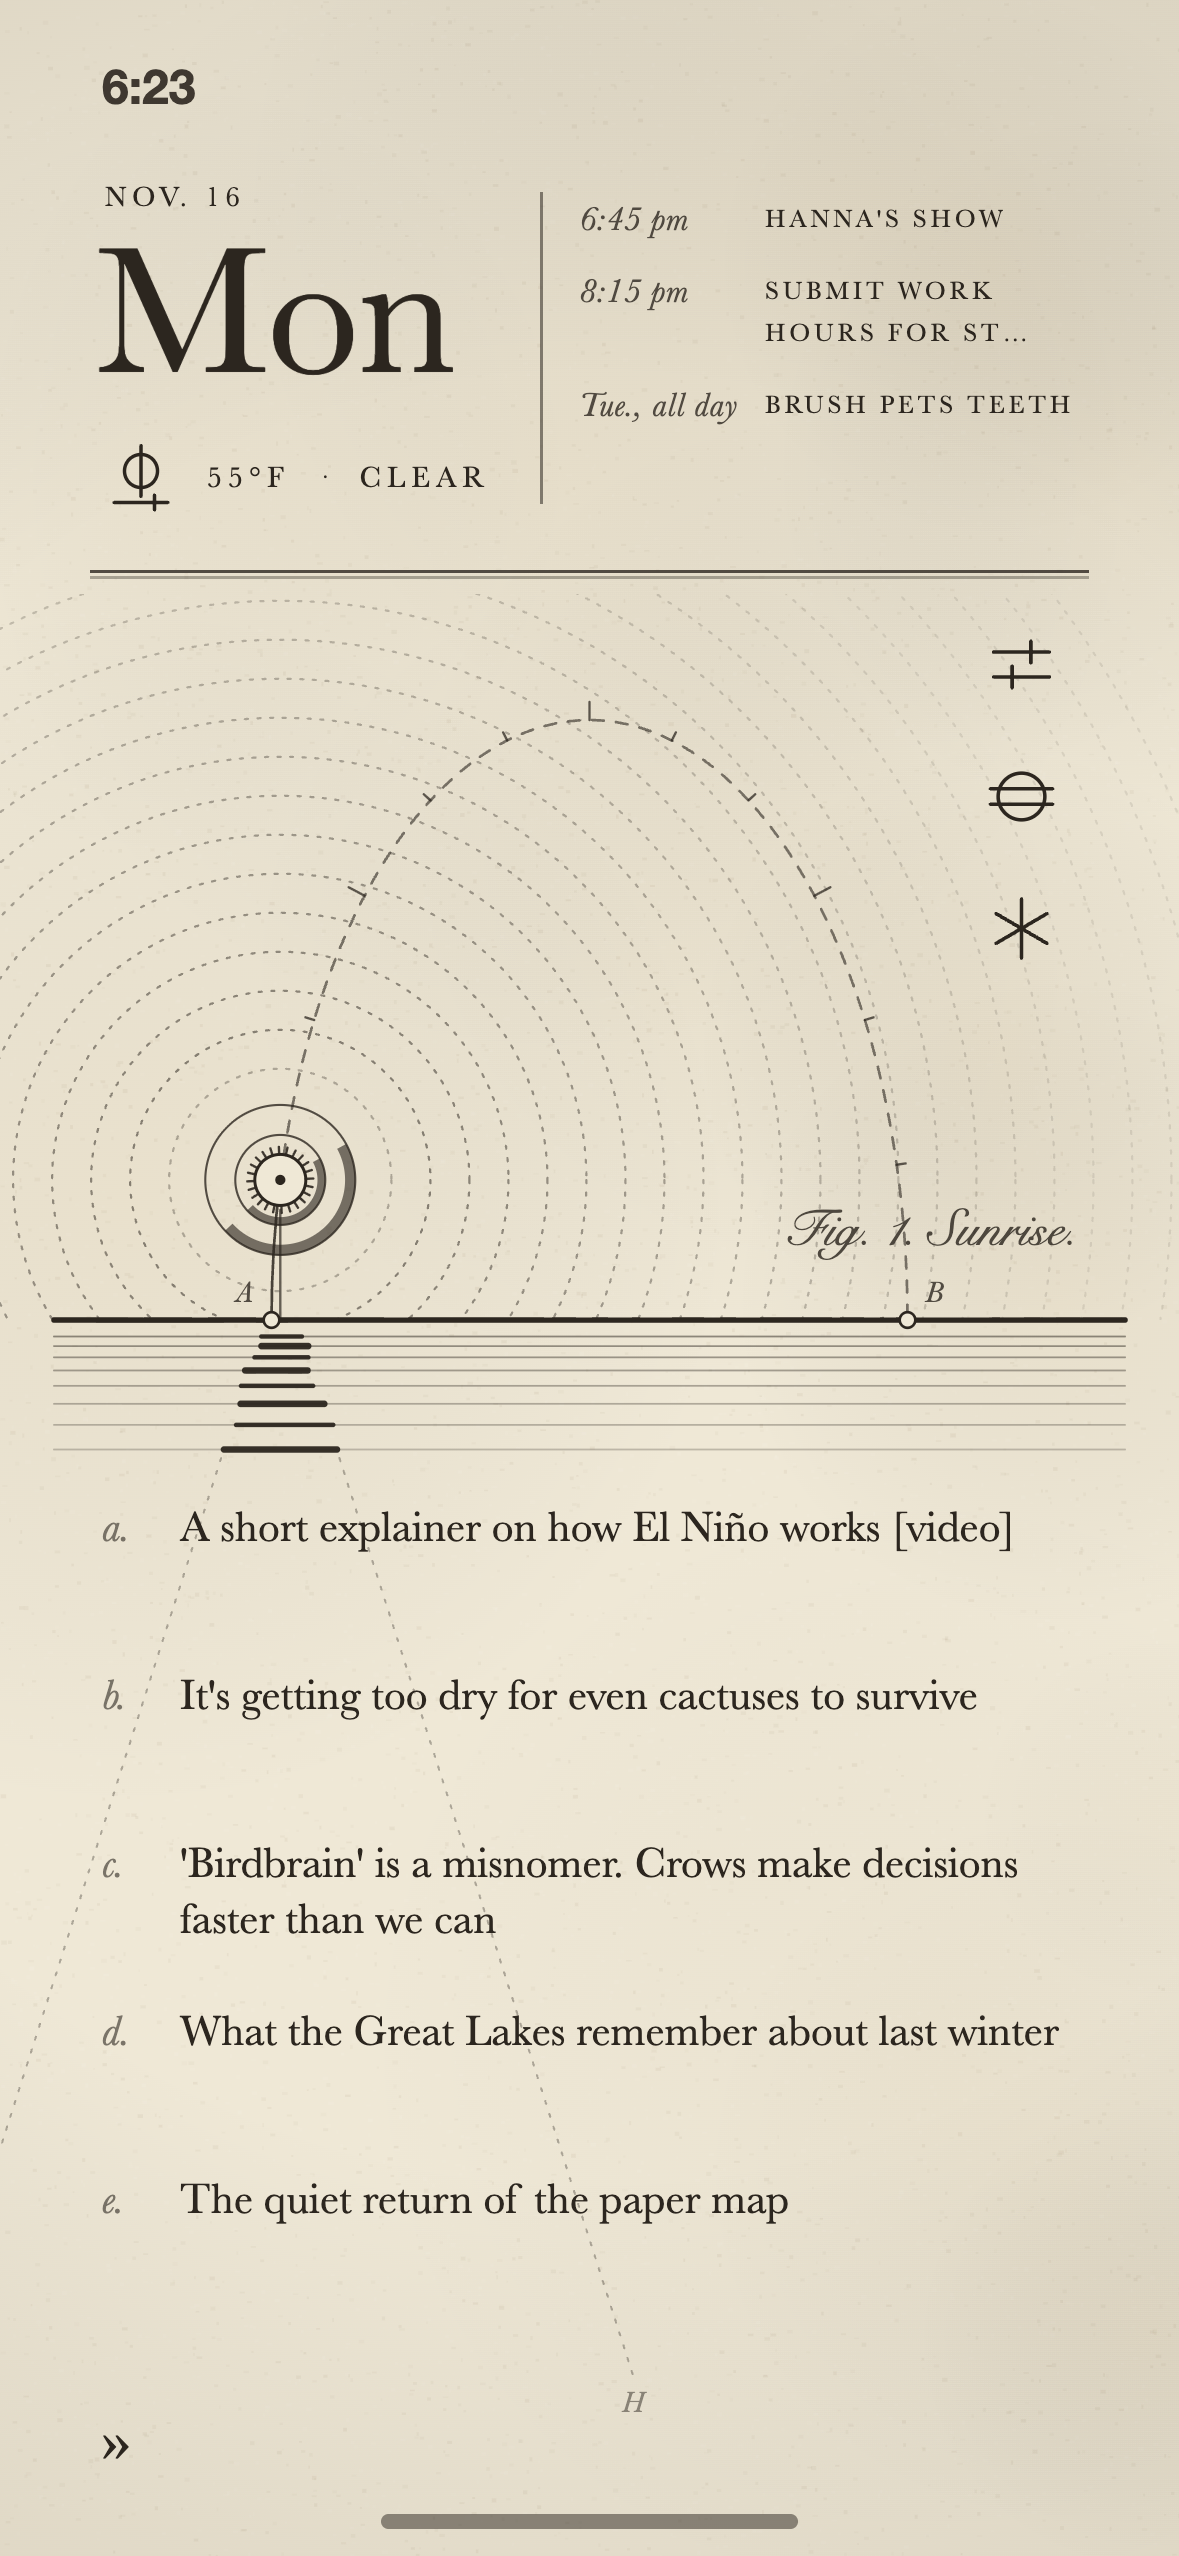 6:23
NOV. 16
Mon
55°F · CLEAR
6:45 pm HANNA'S SHOW
8:15 pm SUBMIT WORK
HOURS FOR ST...
Tue., all day BRUSH PETS TEETH
Fig. 1. Sunrise.
A
B
a. A short explainer on how El Niño works [video]
b. It's getting too dry for even cactuses to survive
c. 'Birdbrain' is a misnomer. Crows make decisions
faster than we can
d. What the Great Lakes remember about last winter
e. The quiet return of the paper map
H
»